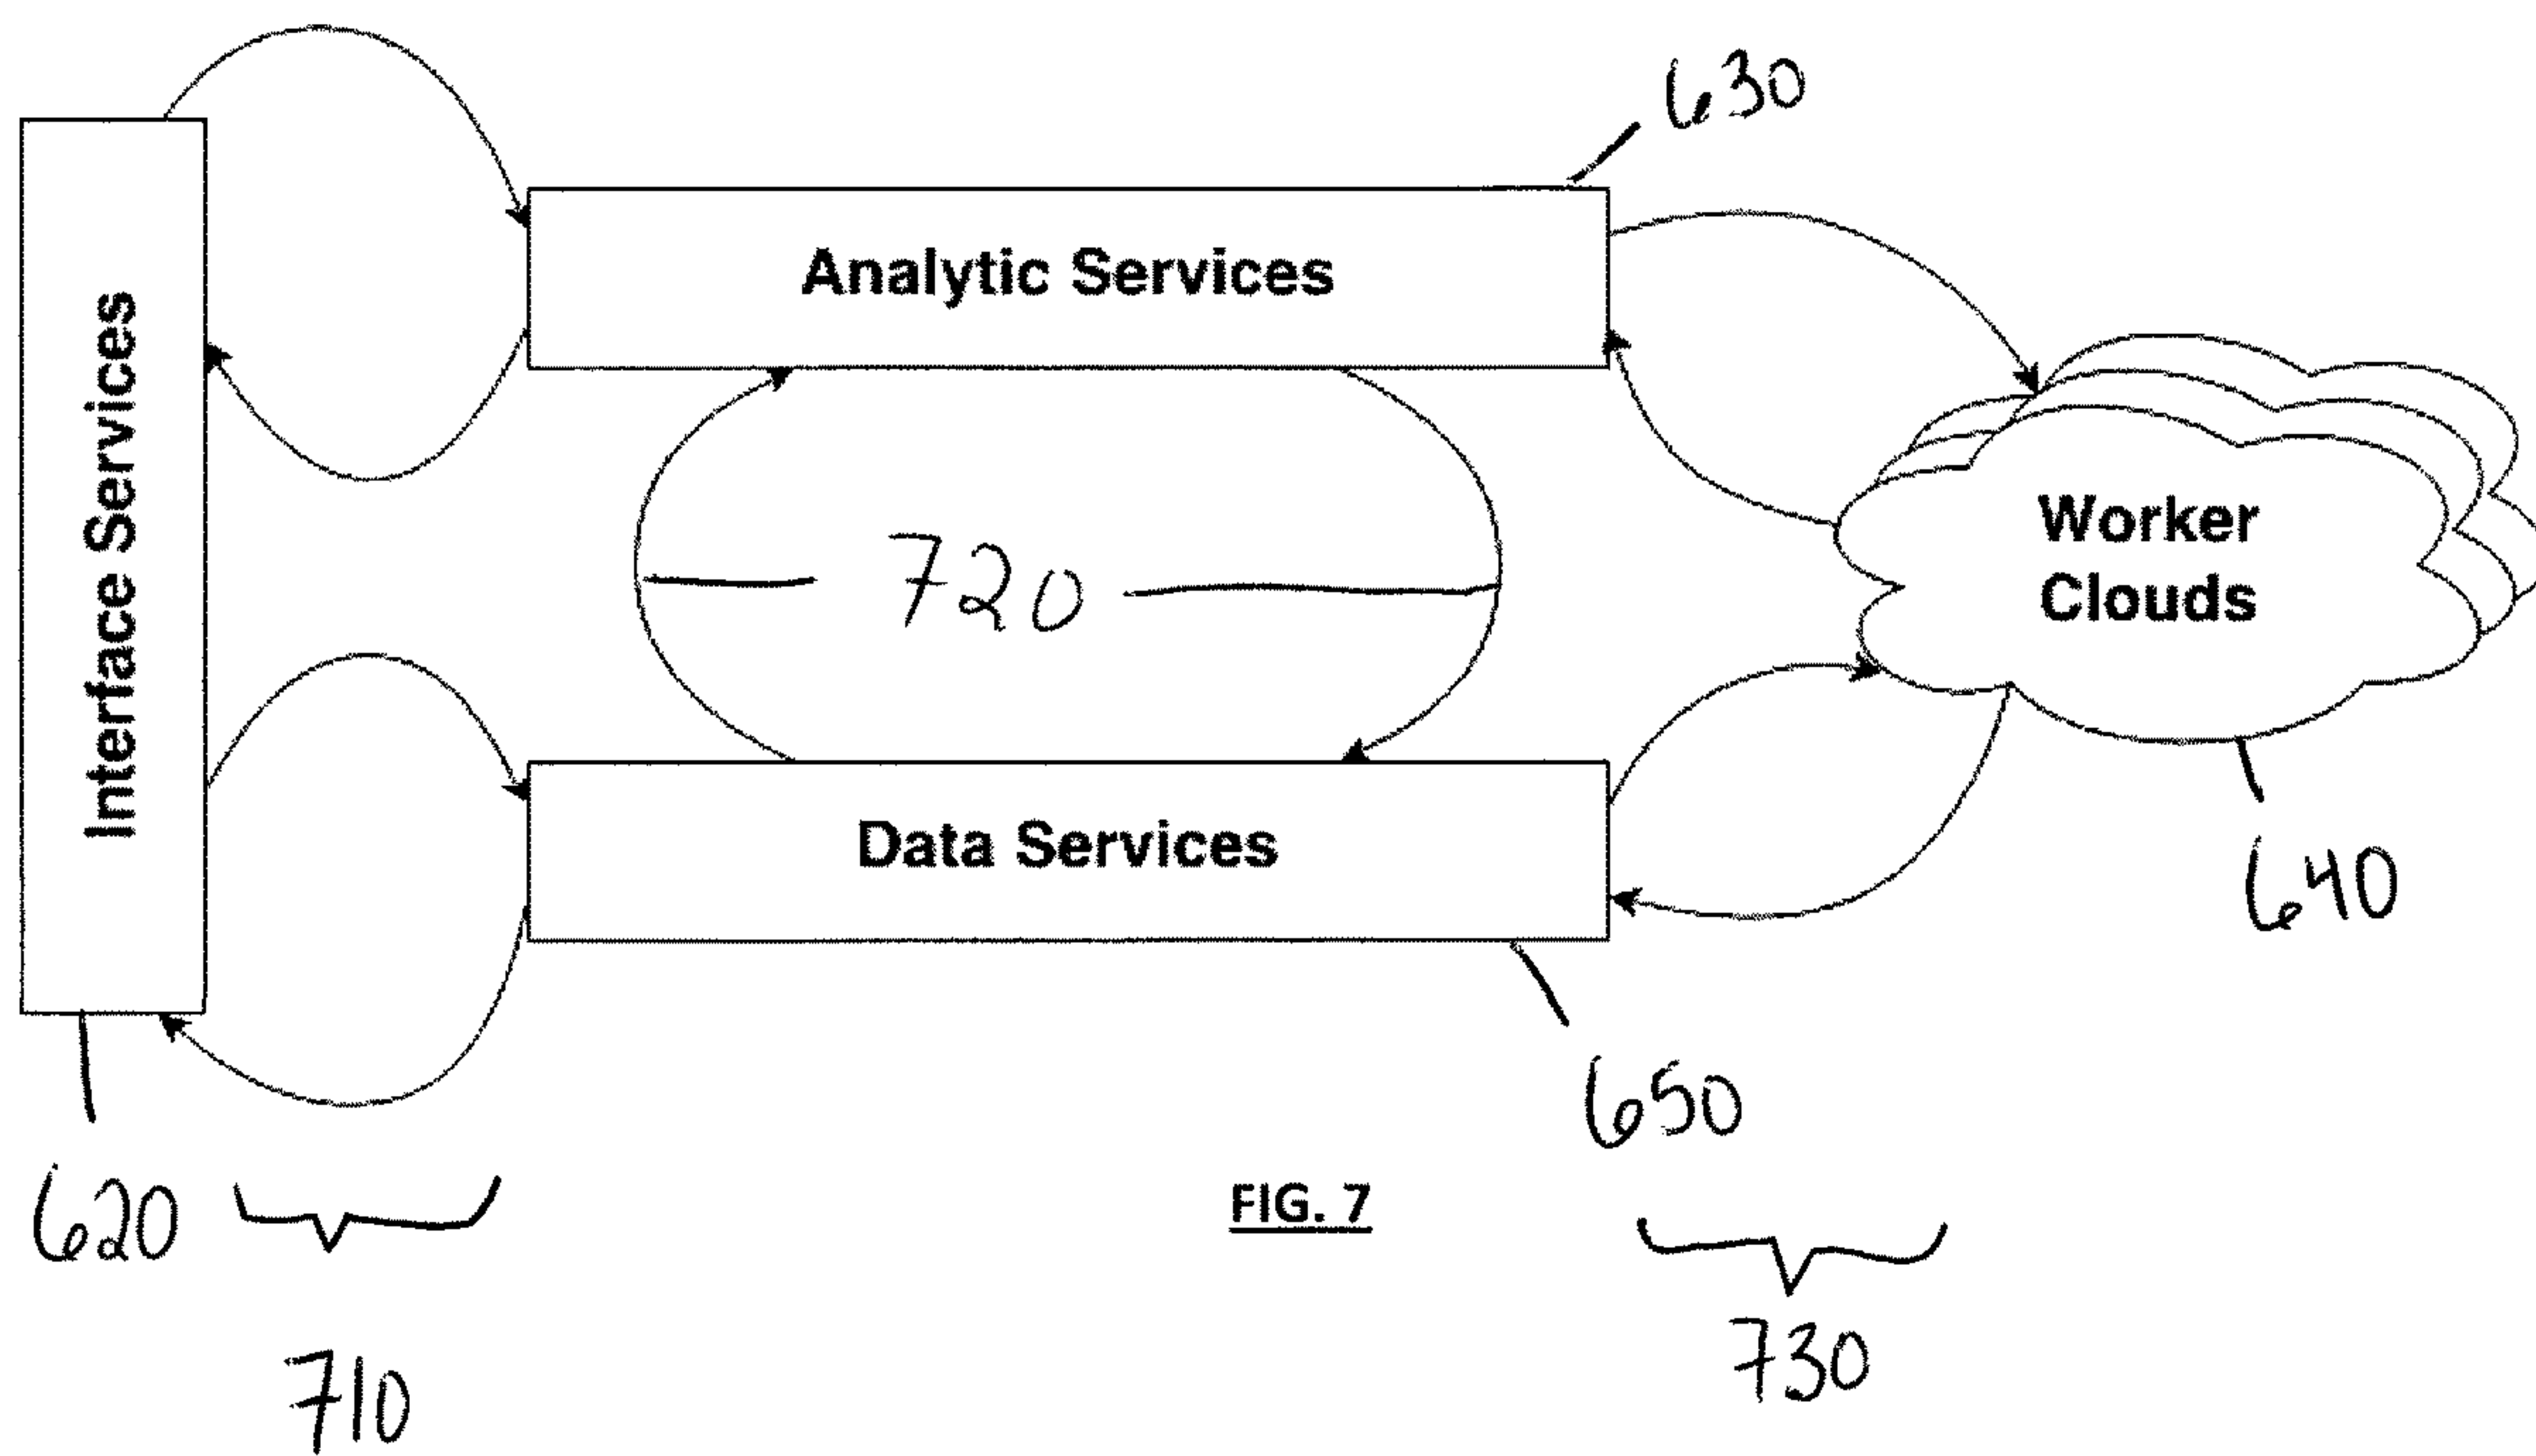 630
Interface Services
Analytic Services
Worker
Clouds
720
Data Services
640
650
620
FIG. 7
710
730